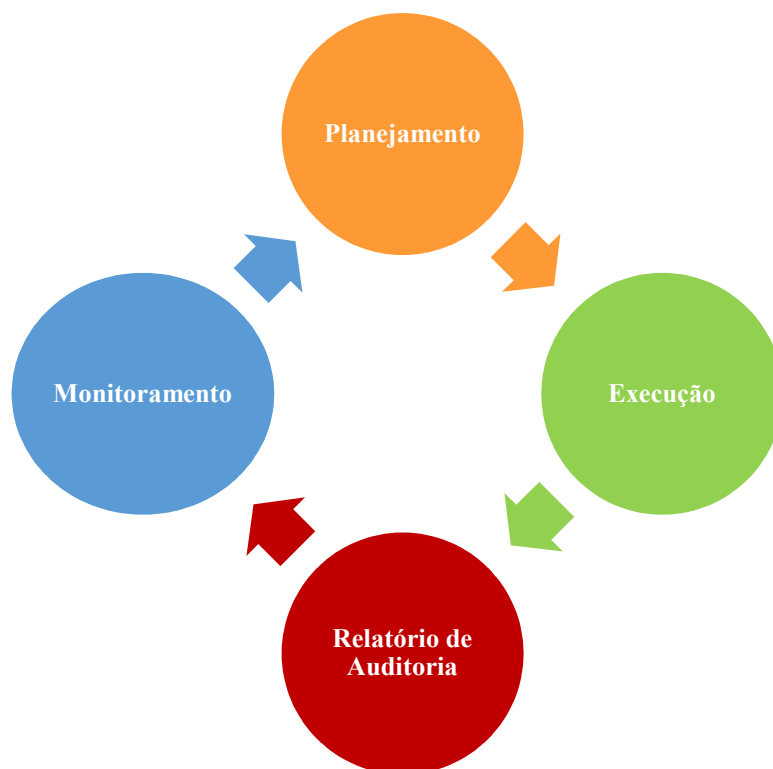 Planejamento
Monitoramento
Execução
Relatório de
Auditoria